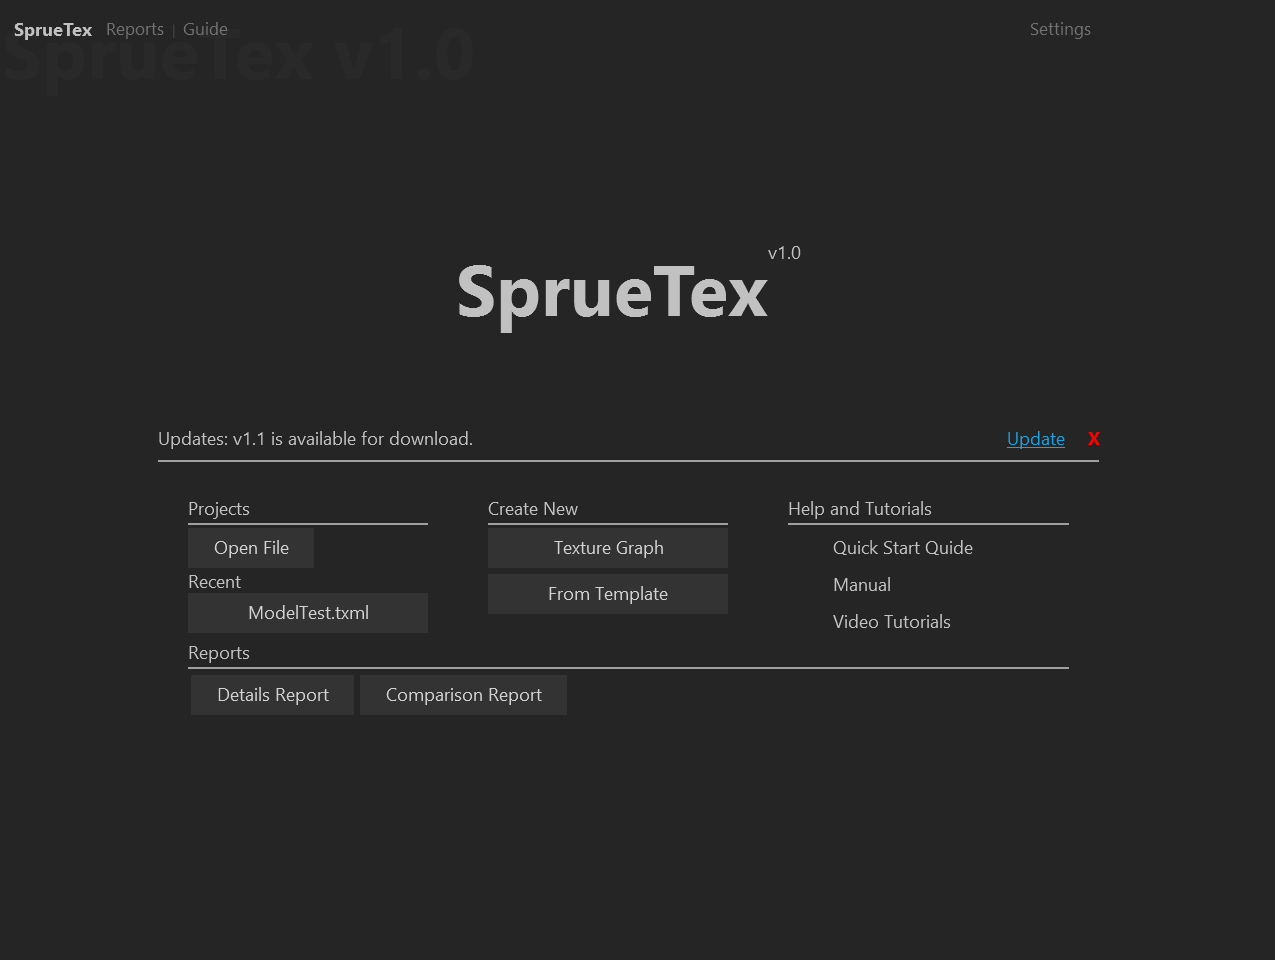 SprueTex Reports | Guide Settings
SprueTex v1.0
v1.0
SprueTex
Updates: v1.1 is available for download. Update X
Projects Create New Help and Tutorials
Open File Texture Graph Quick Start Quide
Recent
From Template Manual
ModelTest.txml Video Tutorials
Reports
Details Report Comparison Report